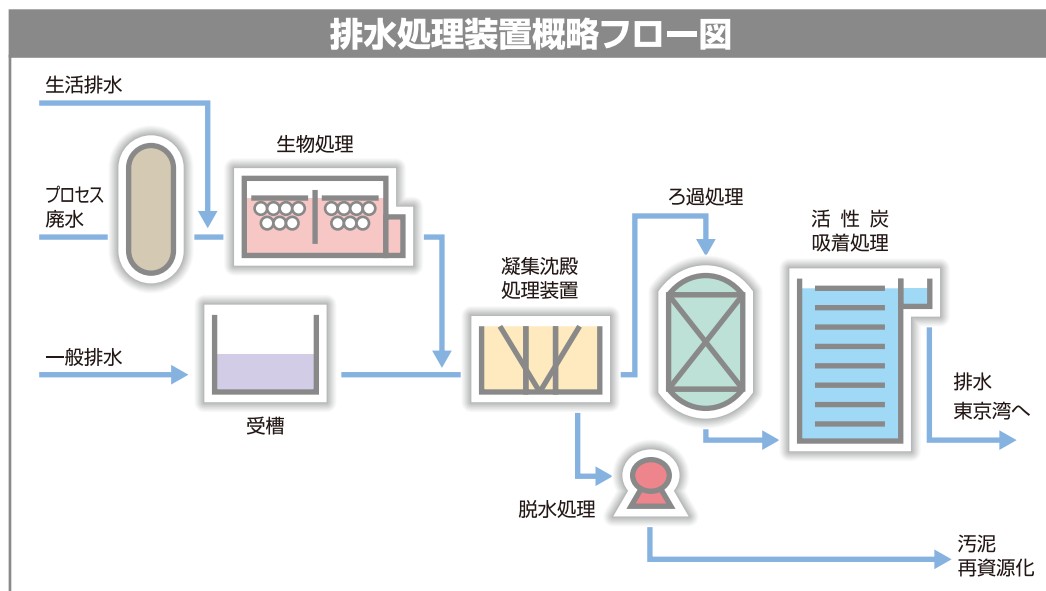 排水処理装置概略フロー図
生活排水
生物処理
プロセス
廃水
ろ過処理
活性炭
吸着処理
凝集沈殿
処理装置
一般排水
受槽
排水
東京湾へ
脱水処理
汚泥
再資源化